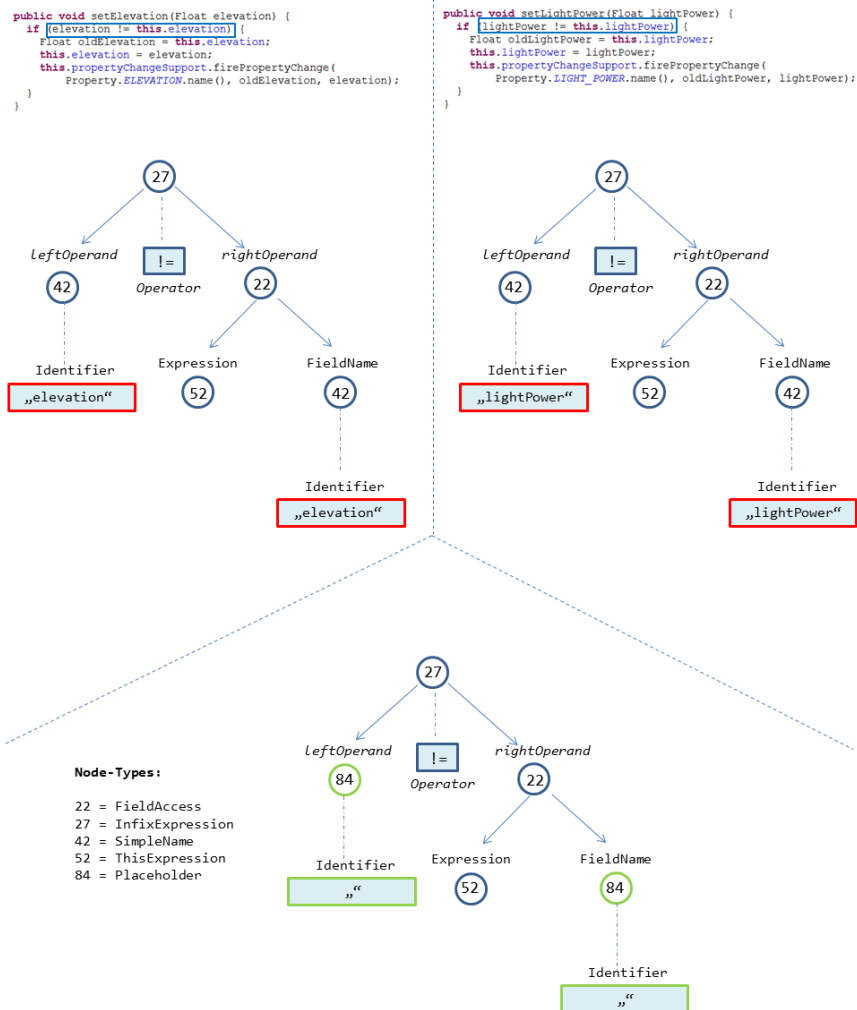 public void setElevation(Float elevation) {
if (elevation != this.elevation) {
Float oldElevation = this.elevation;
this.elevation = elevation;
this.propertyChangeSupport.firePropertyChange(
Property.ELEVATION.name(), oldElevation, elevation);
}
}
public void setLightPower(Float lightPower) {
if (lightPower != this.lightPower) {
Float oldLightPower = this.lightPower;
this.lightPower = lightPower;
this.propertyChangeSupport.firePropertyChange(
Property.LIGHT_POWER.name(), oldLightPower, lightPower);
}
}
27
leftOperand
!=
rightOperand
42
Operator
22
Identifier
Expression
FieldName
„elevation“
52
42
Identifier
„elevation“
27
leftOperand
!=
rightOperand
42
Operator
22
Identifier
Expression
FieldName
„lightPower“
52
42
Identifier
„lightPower“
27
leftOperand
!=
rightOperand
84
Operator
22
Identifier
Expression
FieldName
„“
52
84
Identifier
„“
Node-Types:
22 = FieldAccess
27 = InfixExpression
42 = SimpleName
52 = ThisExpression
84 = Placeholder